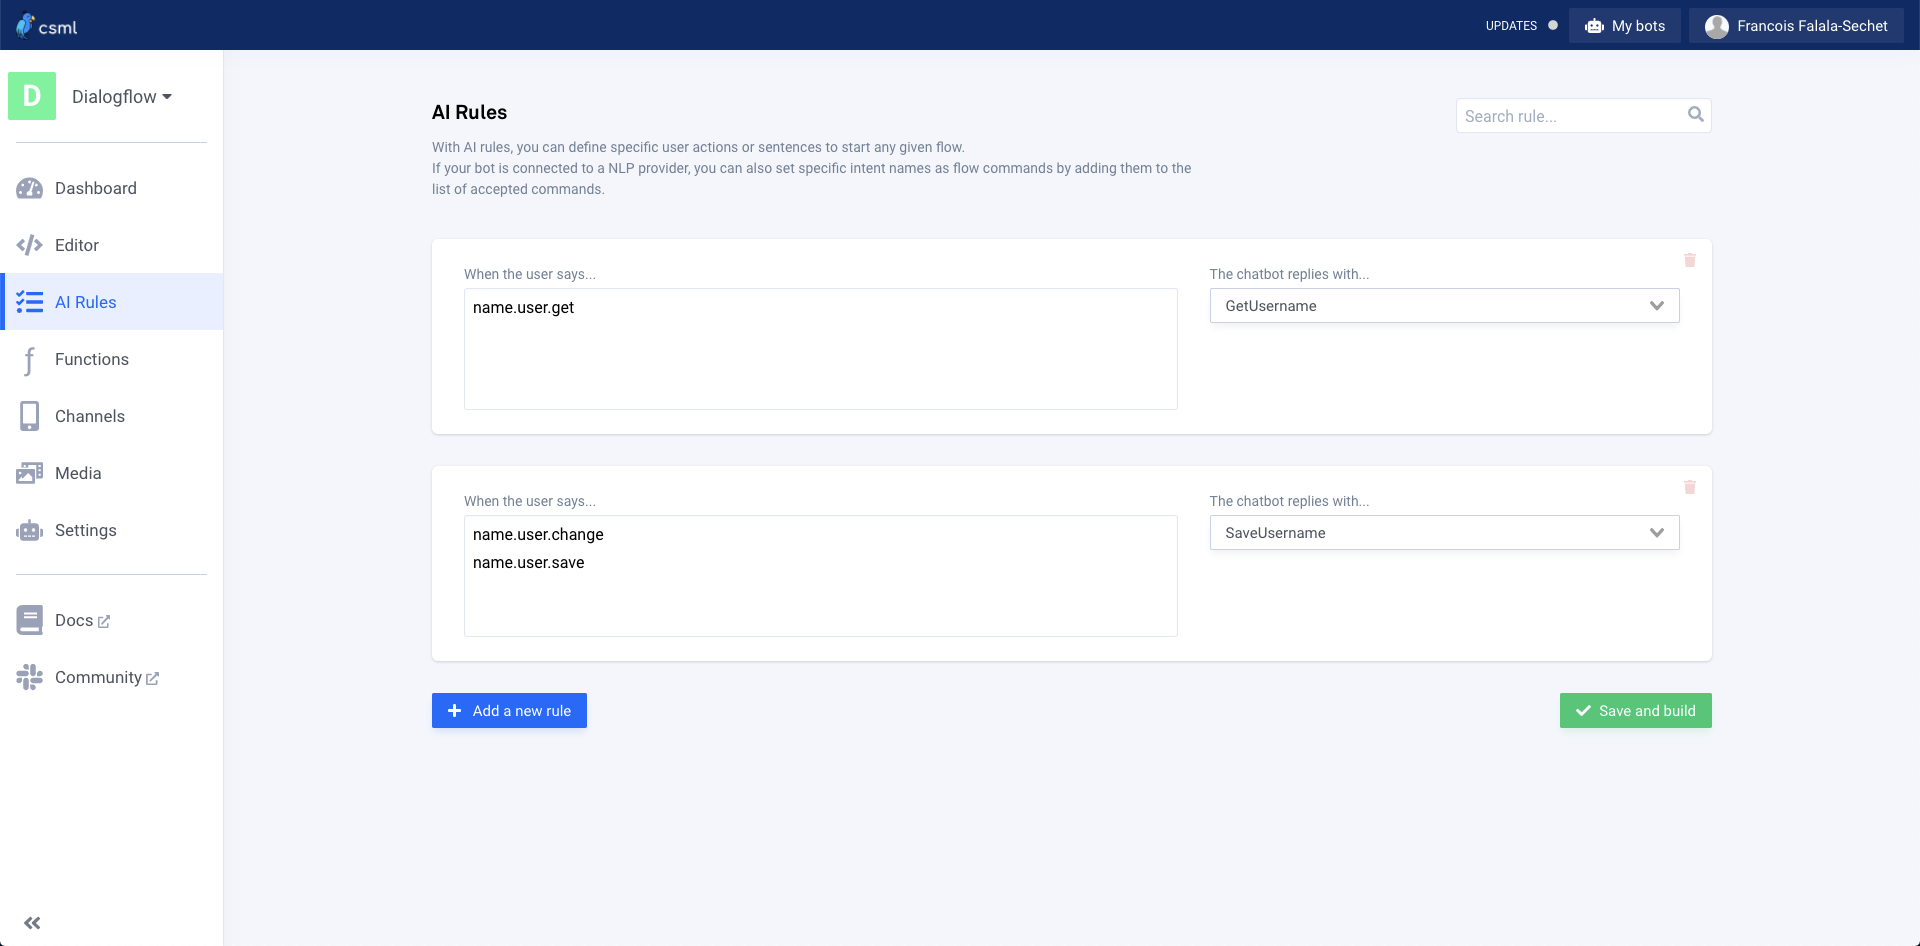 csml
UPDATES
My bots
Francois Falala-Sechet
D
Dialogflow
Dashboard
Editor
AI Rules
Functions
Channels
Media
Settings
Docs
Community
AI Rules
Search rule...
With AI rules, you can define specific user actions or sentences to start any given flow.
If your bot is connected to a NLP provider, you can also set specific intent names as flow commands by adding them to the
list of accepted commands.
When the user says...
The chatbot replies with...
name.user.get
GetUsername
When the user says...
The chatbot replies with...
name.user.change
name.user.save
SaveUsername
Add a new rule
Save and build